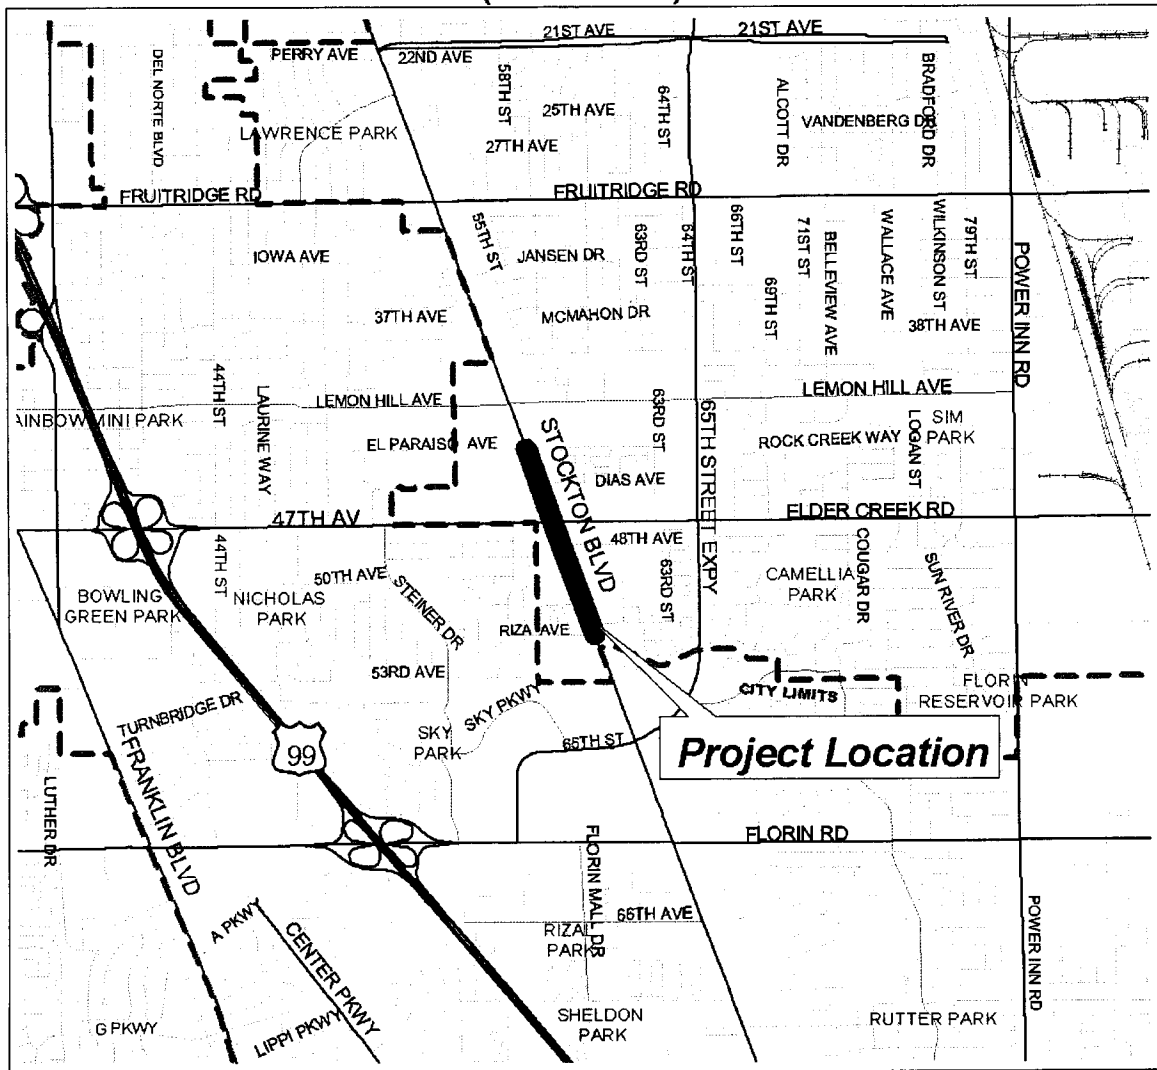 21ST AVE
21ST AVE
PERRY AVE
22ND AVE
DEL NORTE BLVD
58TH ST
25TH AVE
64TH ST
ALCOTT DR
VANDENBERG DR
BRADFORD DR
LAWRENCE PARK
27TH AVE
FRUITRIDGE RD
FRUITRIDGE RD
55TH ST
IOWA AVE
JANSEN DR
63RD ST
64TH ST
66TH ST
71ST ST
BELLEVIEW AVE
WALLACE AVE
WILKINSON ST
79TH ST
POWER INN RD
37TH AVE
MCMAHON DR
69TH ST
38TH AVE
44TH ST
LAURINE WAY
LEMON HILL AVE
LEMON HILL AVE
63RD ST
AINBOW MINI PARK
EL PARAISO AVE
STOCKTON BLVD
65TH STREET EXPY
ROCK CREEK WAY
LOGAN ST
SIM
PARK
DIAS AVE
47TH AV
ELDER CREEK RD
44TH ST
48TH AVE
50TH AVE
STEINER DR
63RD ST
CAMELLIA
PARK
COUGAR DR
SUN RIVER DR
BOWLING
GREEN PARK
NICHOLAS
PARK
RIZA AVE
53RD AVE
SKY PKWY
CITY LIMITS
FLORIN
RESERVOIR PARK
TURNBRIDGE DR
SKY
PARK
65TH ST
Project Location
99
FRANKLIN BLVD
LUTHER DR
FLORIN RD
FLORIN MALL DR
66TH AVE
A PKWY
CENTER PKWY
RIZAL
PARK
POWER INN RD
G PKWY
LIPPI PKWY
SHELDON
PARK
RUTTER PARK